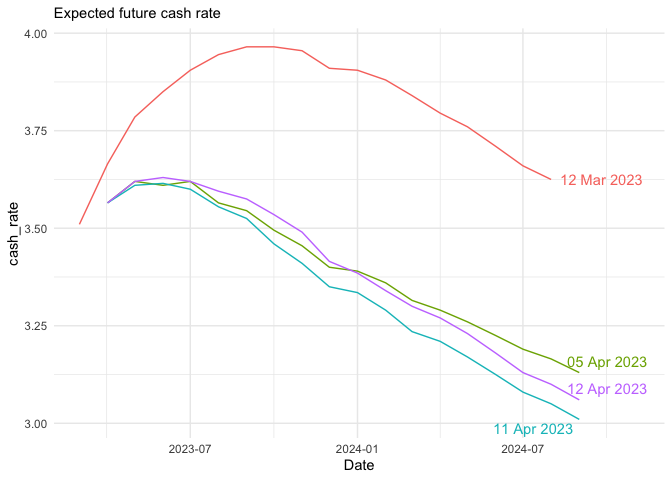 Expected future cash rate
4.00
3.75
3.50
3.25
3.00
cash_rate
12 Mar 2023
05 Apr 2023
12 Apr 2023
11 Apr 2023
2023-07
2024-01
2024-07
Date